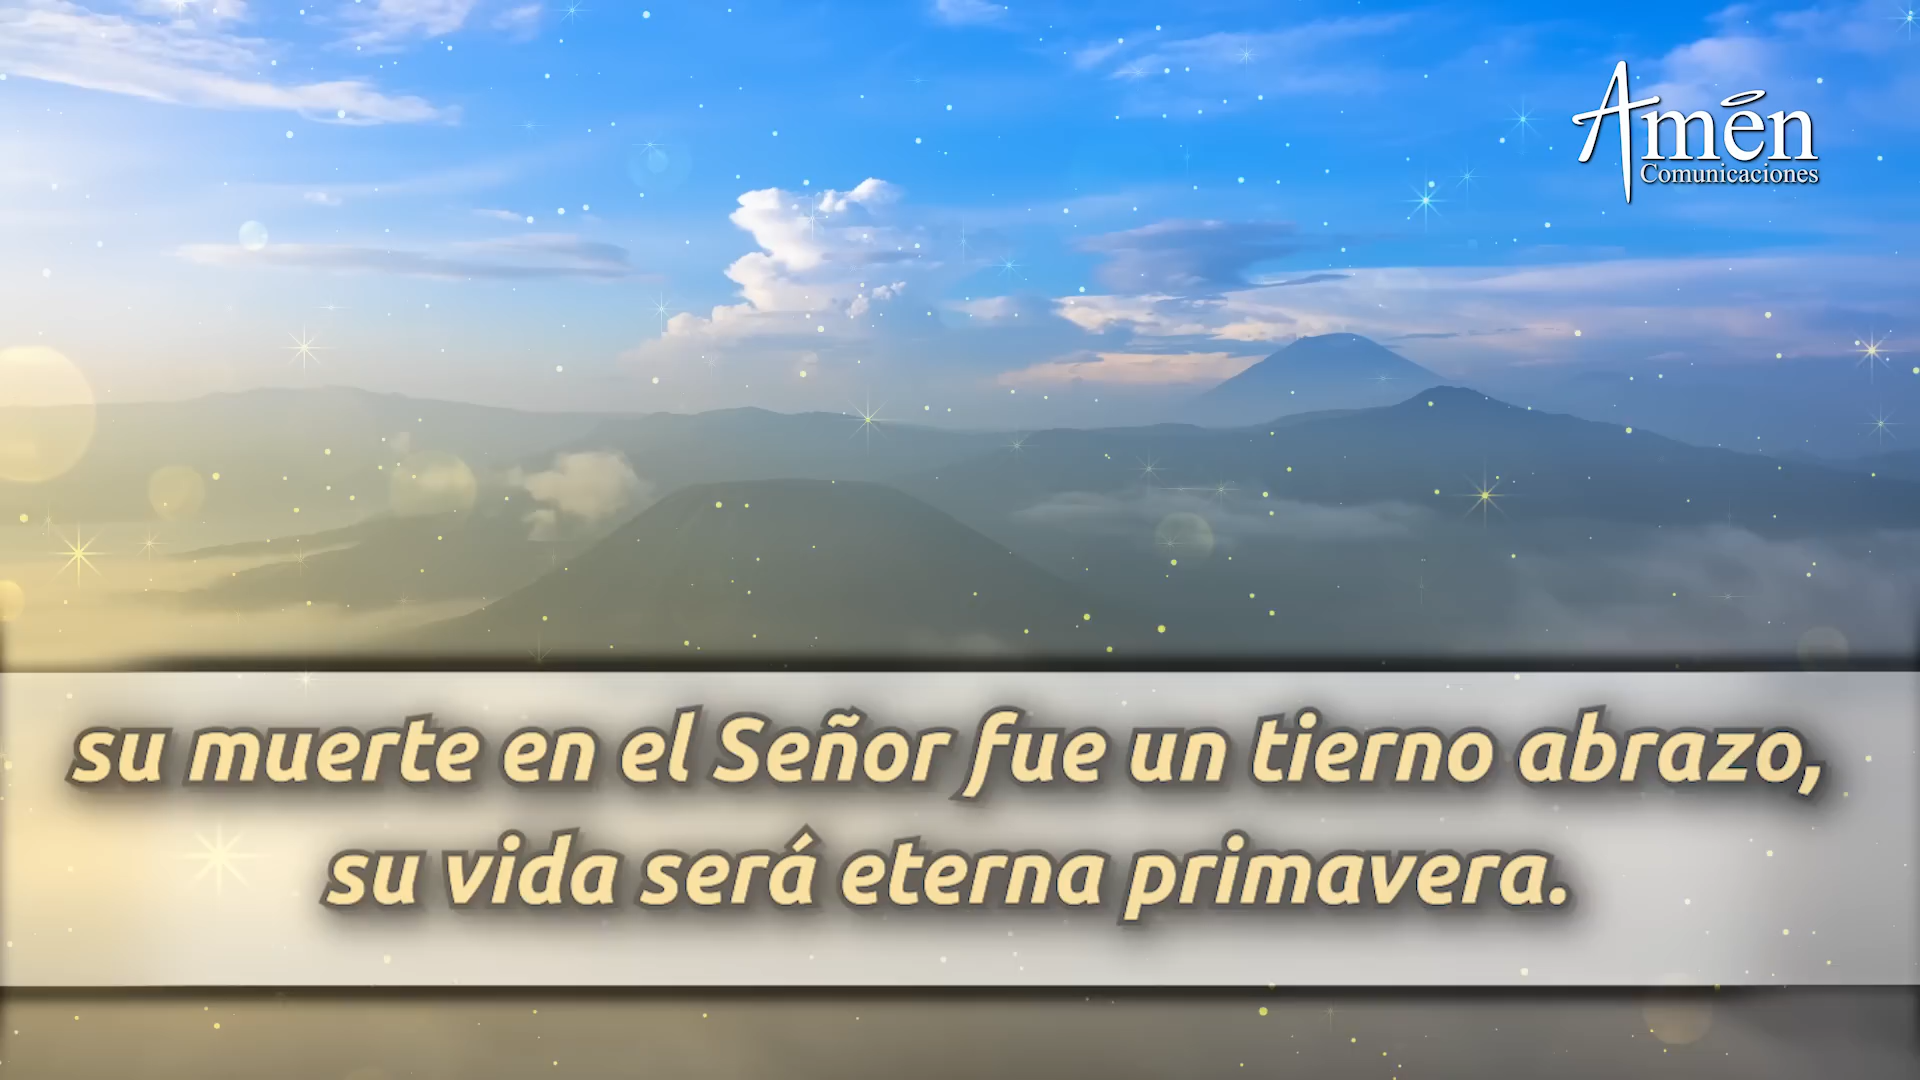 Amén
Comunicaciones
su muerte en el Señor fue un tierno abrazo,
su vida será eterna primavera.